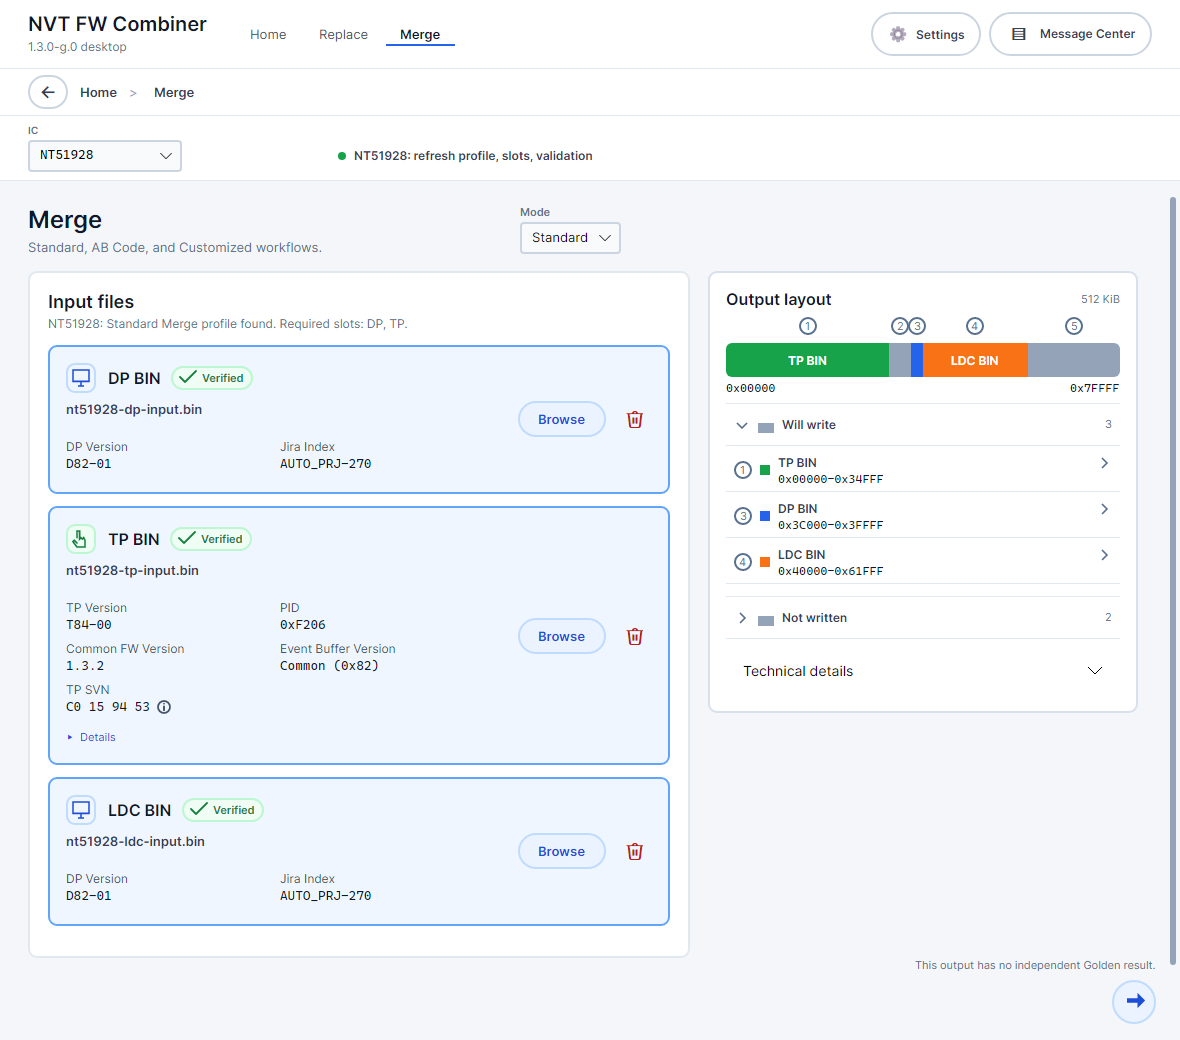 NVT FW Combiner
1.3.0-g.0 desktop
Home
Replace
Merge
Settings
Message Center
Home > Merge
IC
NT51928
NT51928: refresh profile, slots, validation
Merge
Standard, AB Code, and Customized workflows.
Mode
Standard
Input files
NT51928: Standard Merge profile found. Required slots: DP, TP.
DP BIN
Verified
nt51928-dp-input.bin
DP Version
Jira Index
D82-01
AUTO_PRJ-270
Browse
TP BIN
Verified
nt51928-tp-input.bin
TP Version
PID
T84-00
0xF206
Common FW Version
Event Buffer Version
1.3.2
Common (0x82)
TP SVN
C0 15 94 53
Details
Browse
LDC BIN
Verified
nt51928-ldc-input.bin
DP Version
Jira Index
D82-01
AUTO_PRJ-270
Browse
Output layout
512 KiB
1 2 3 4 5
TP BIN
LDC BIN
0x00000
0x7FFFF
Will write
3
1
TP BIN
0x00000-0x34FFF
3
DP BIN
0x3C000-0x3FFFF
4
LDC BIN
0x40000-0x61FFF
Not written
2
Technical details
This output has no independent Golden result.